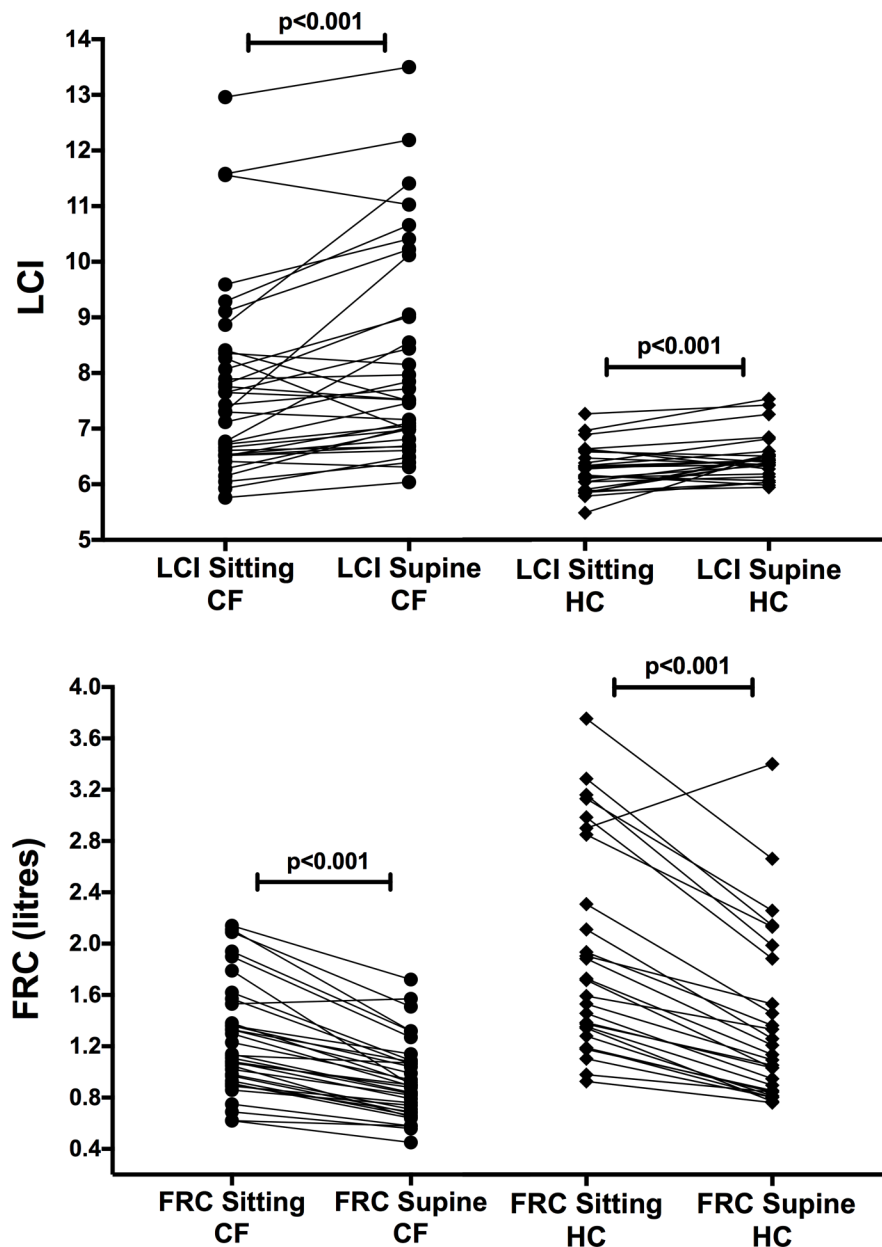 p<0.001
14
13
12
11
10
9
8
7
6
5
LCI
p<0.001
LCI Sitting CF
LCI Supine CF
LCI Sitting HC
LCI Supine HC
p<0.001
4.0
3.6
3.2
2.8
2.4
2.0
1.6
1.2
0.8
0.4
FRC (litres)
p<0.001
FRC Sitting CF
FRC Supine CF
FRC Sitting HC
FRC Supine HC